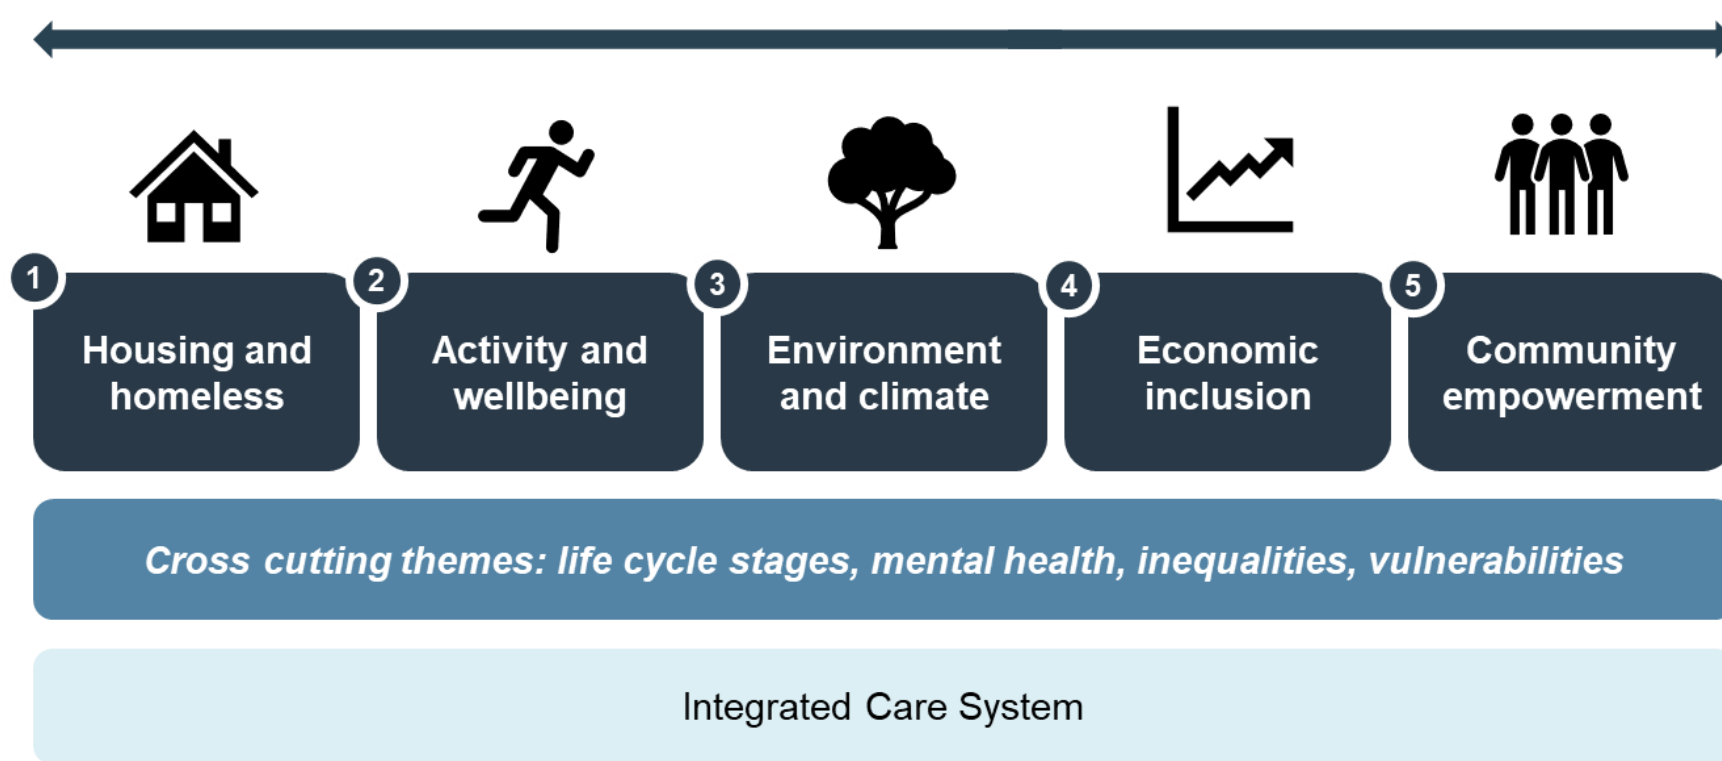 1
Housing and
homeless
2
Activity and
wellbeing
3
Environment
and climate
4
Economic
inclusion
5
Community
empowerment
Cross cutting themes: life cycle stages, mental health, inequalities, vulnerabilities
Integrated Care System